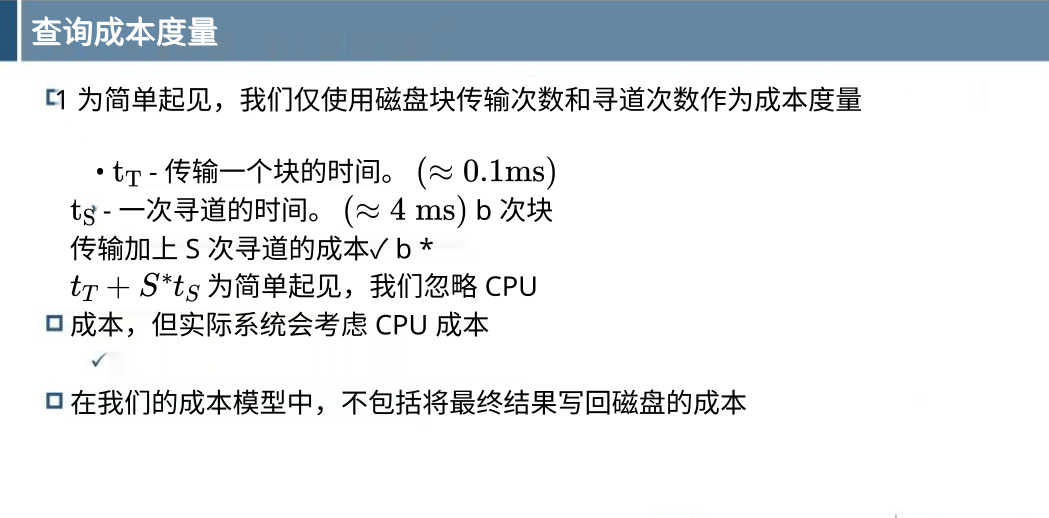 查询成本度量
1 为简单起见，我们仅使用磁盘块传输次数和寻道次数作为成本度量
• t_T - 传输一个块的时间。 (≈ 0.1ms)
t_S - 一次寻道的时间。 (≈ 4 ms) b 次块
传输加上 S 次寻道的成本✓ b *
t_T + S*t_S 为简单起见，我们忽略 CPU
成本，但实际系统会考虑 CPU 成本
✓
在我们的成本模型中，不包括将最终结果写回磁盘的成本